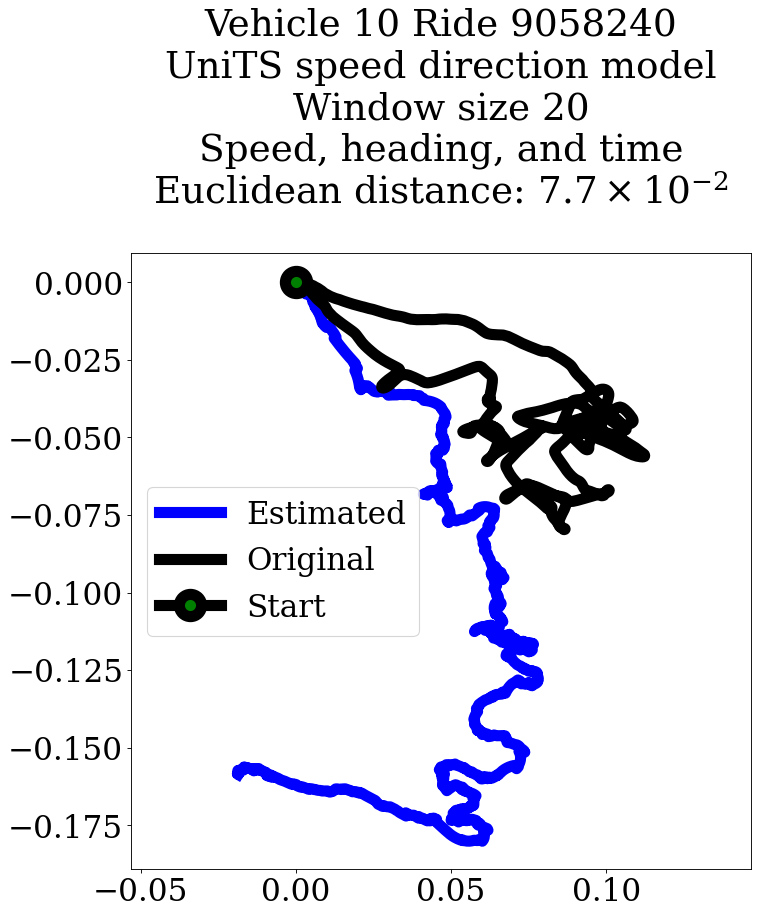 Vehicle 10 Ride 9058240
UniTS speed direction model
Window size 20
Speed, heading, and time
Euclidean distance: 7.7 × 10⁻²
0.000
−0.025
−0.050
−0.075
−0.100
−0.125
−0.150
−0.175
Estimated
Original
Start
−0.05 0.00 0.05 0.10